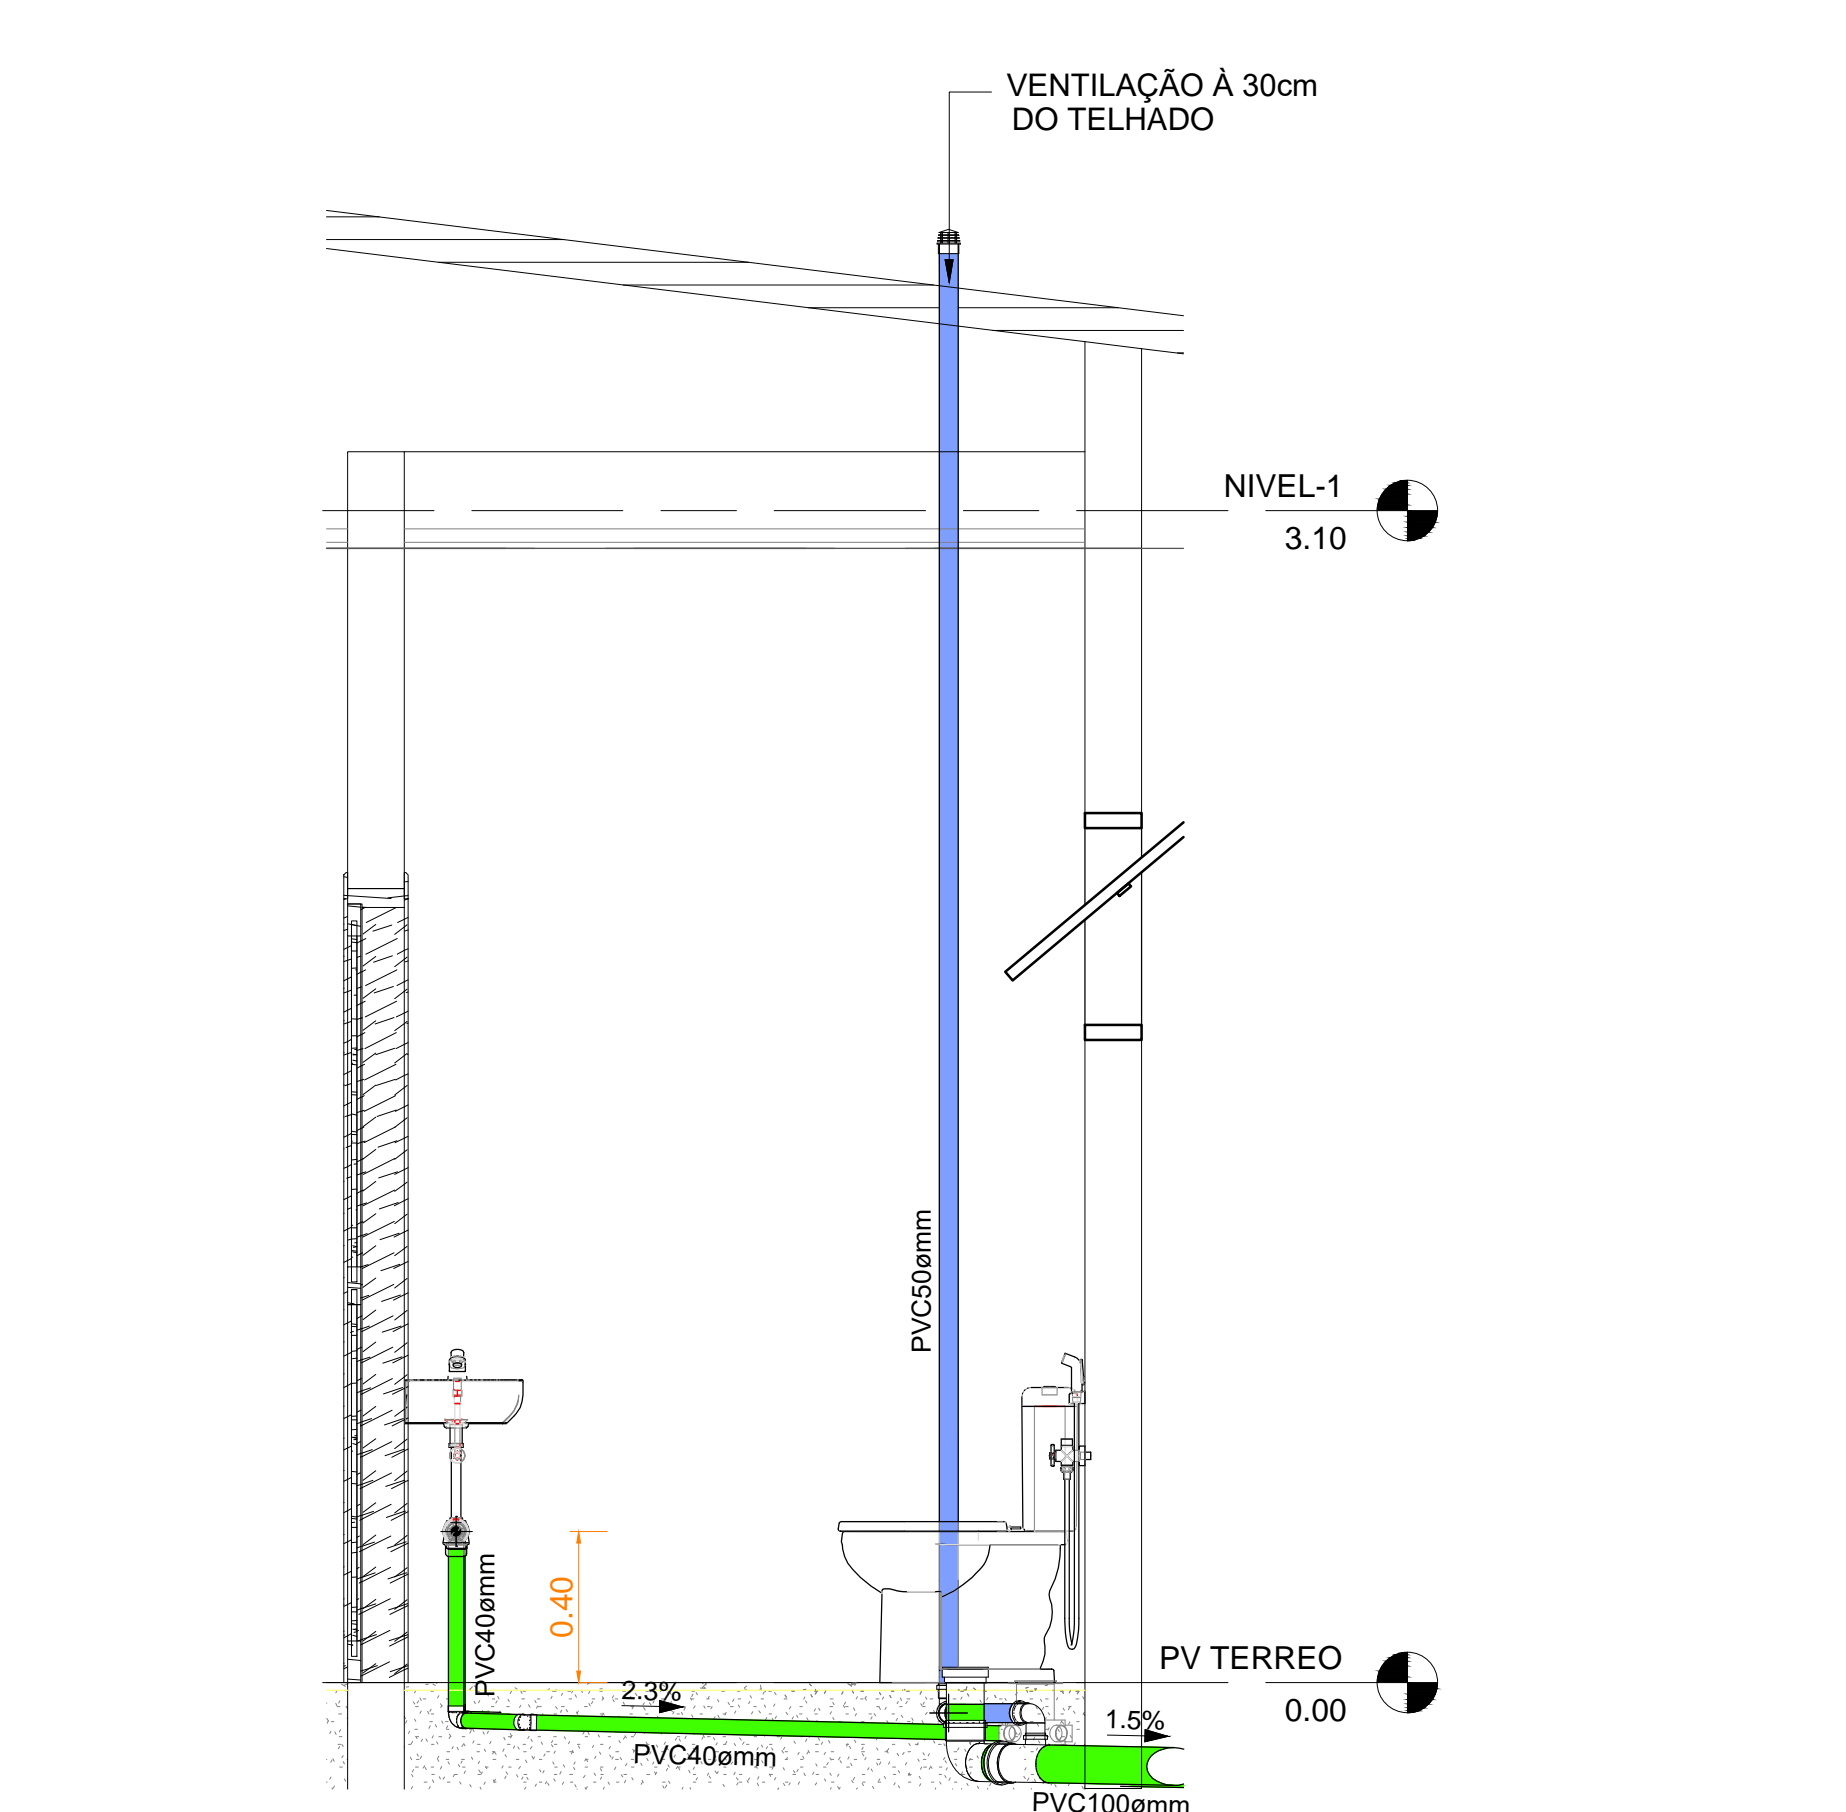 VENTILAÇÃO À 30cm
DO TELHADO
NIVEL-1
3.10
PVC50ømm
PVC40ømm
0.40
PV TERREO
0.00
2.3%
1.5%
PVC40ømm
PVC100ømm